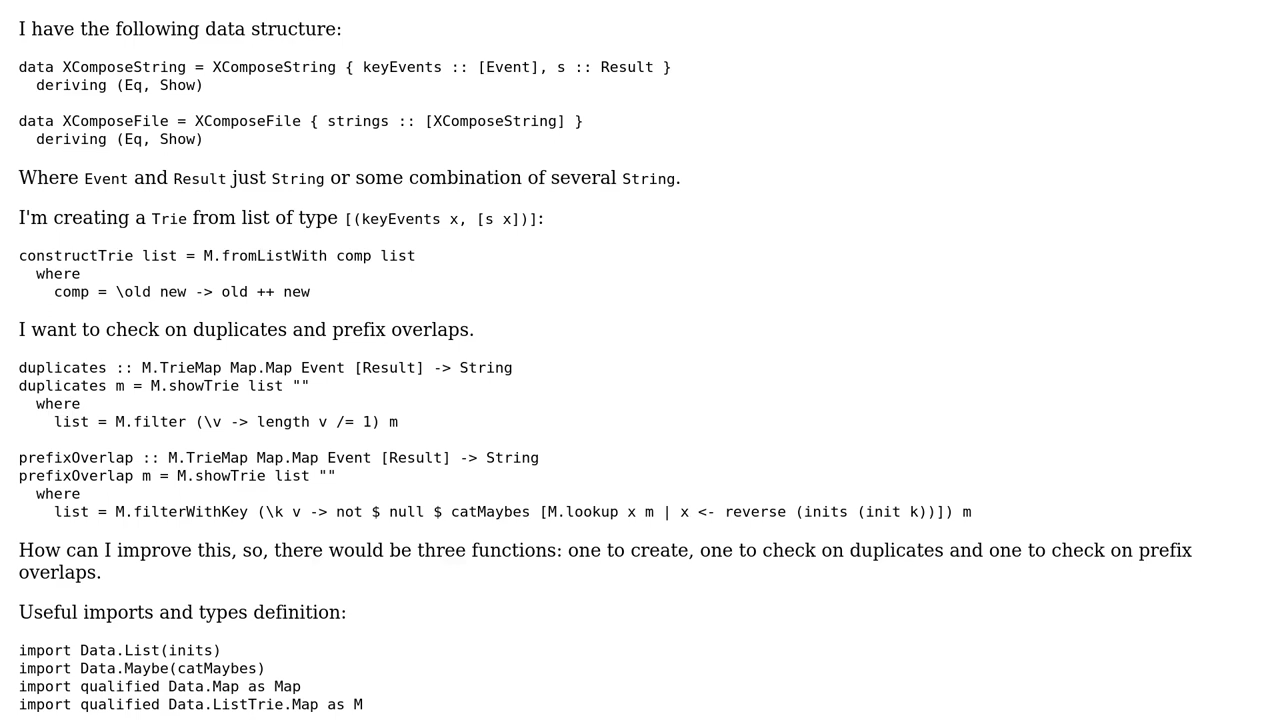 I have the following data structure:
data XComposeString = XComposeString { keyEvents :: [Event], s :: Result }
  deriving (Eq, Show)
data XComposeFile = XComposeFile { strings :: [XComposeString] }
  deriving (Eq, Show)
Where Event and Result just String or some combination of several String.
I'm creating a Trie from list of type [(keyEvents x, [s x])]:
constructTrie list = M.fromListWith comp list
  where
    comp = \old new -> old ++ new
I want to check on duplicates and prefix overlaps.
duplicates :: M.TrieMap Map.Map Event [Result] -> String
duplicates m = M.showTrie list ""
  where
    list = M.filter (\v -> length v /= 1) m
prefixOverlap :: M.TrieMap Map.Map Event [Result] -> String
prefixOverlap m = M.showTrie list ""
  where
    list = M.filterWithKey (\k v -> not $ null $ catMaybes [M.lookup x m | x <- reverse (inits (init k))]) m
How can I improve this, so, there would be three functions: one to create, one to check on duplicates and one to check on prefix
overlaps.
Useful imports and types definition:
import Data.List(inits)
import Data.Maybe(catMaybes)
import qualified Data.Map as Map
import qualified Data.ListTrie.Map as M